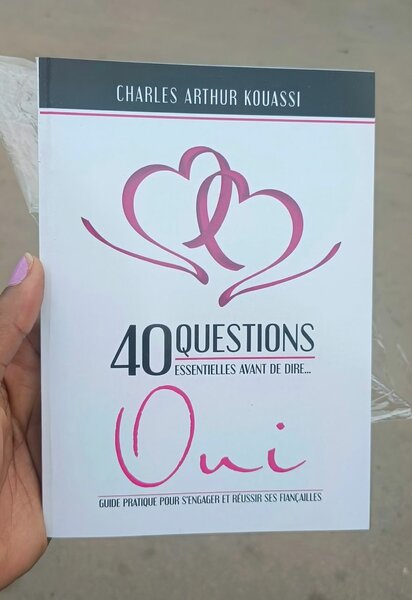 CHARLES ARTHUR KOUASSI
40 QUESTIONS
ESSENTIELLES AVANT DE DIRE...
Oui
GUIDE PRATIQUE POUR S'ENGAGER ET RÉUSSIR SES FIANÇAILLES